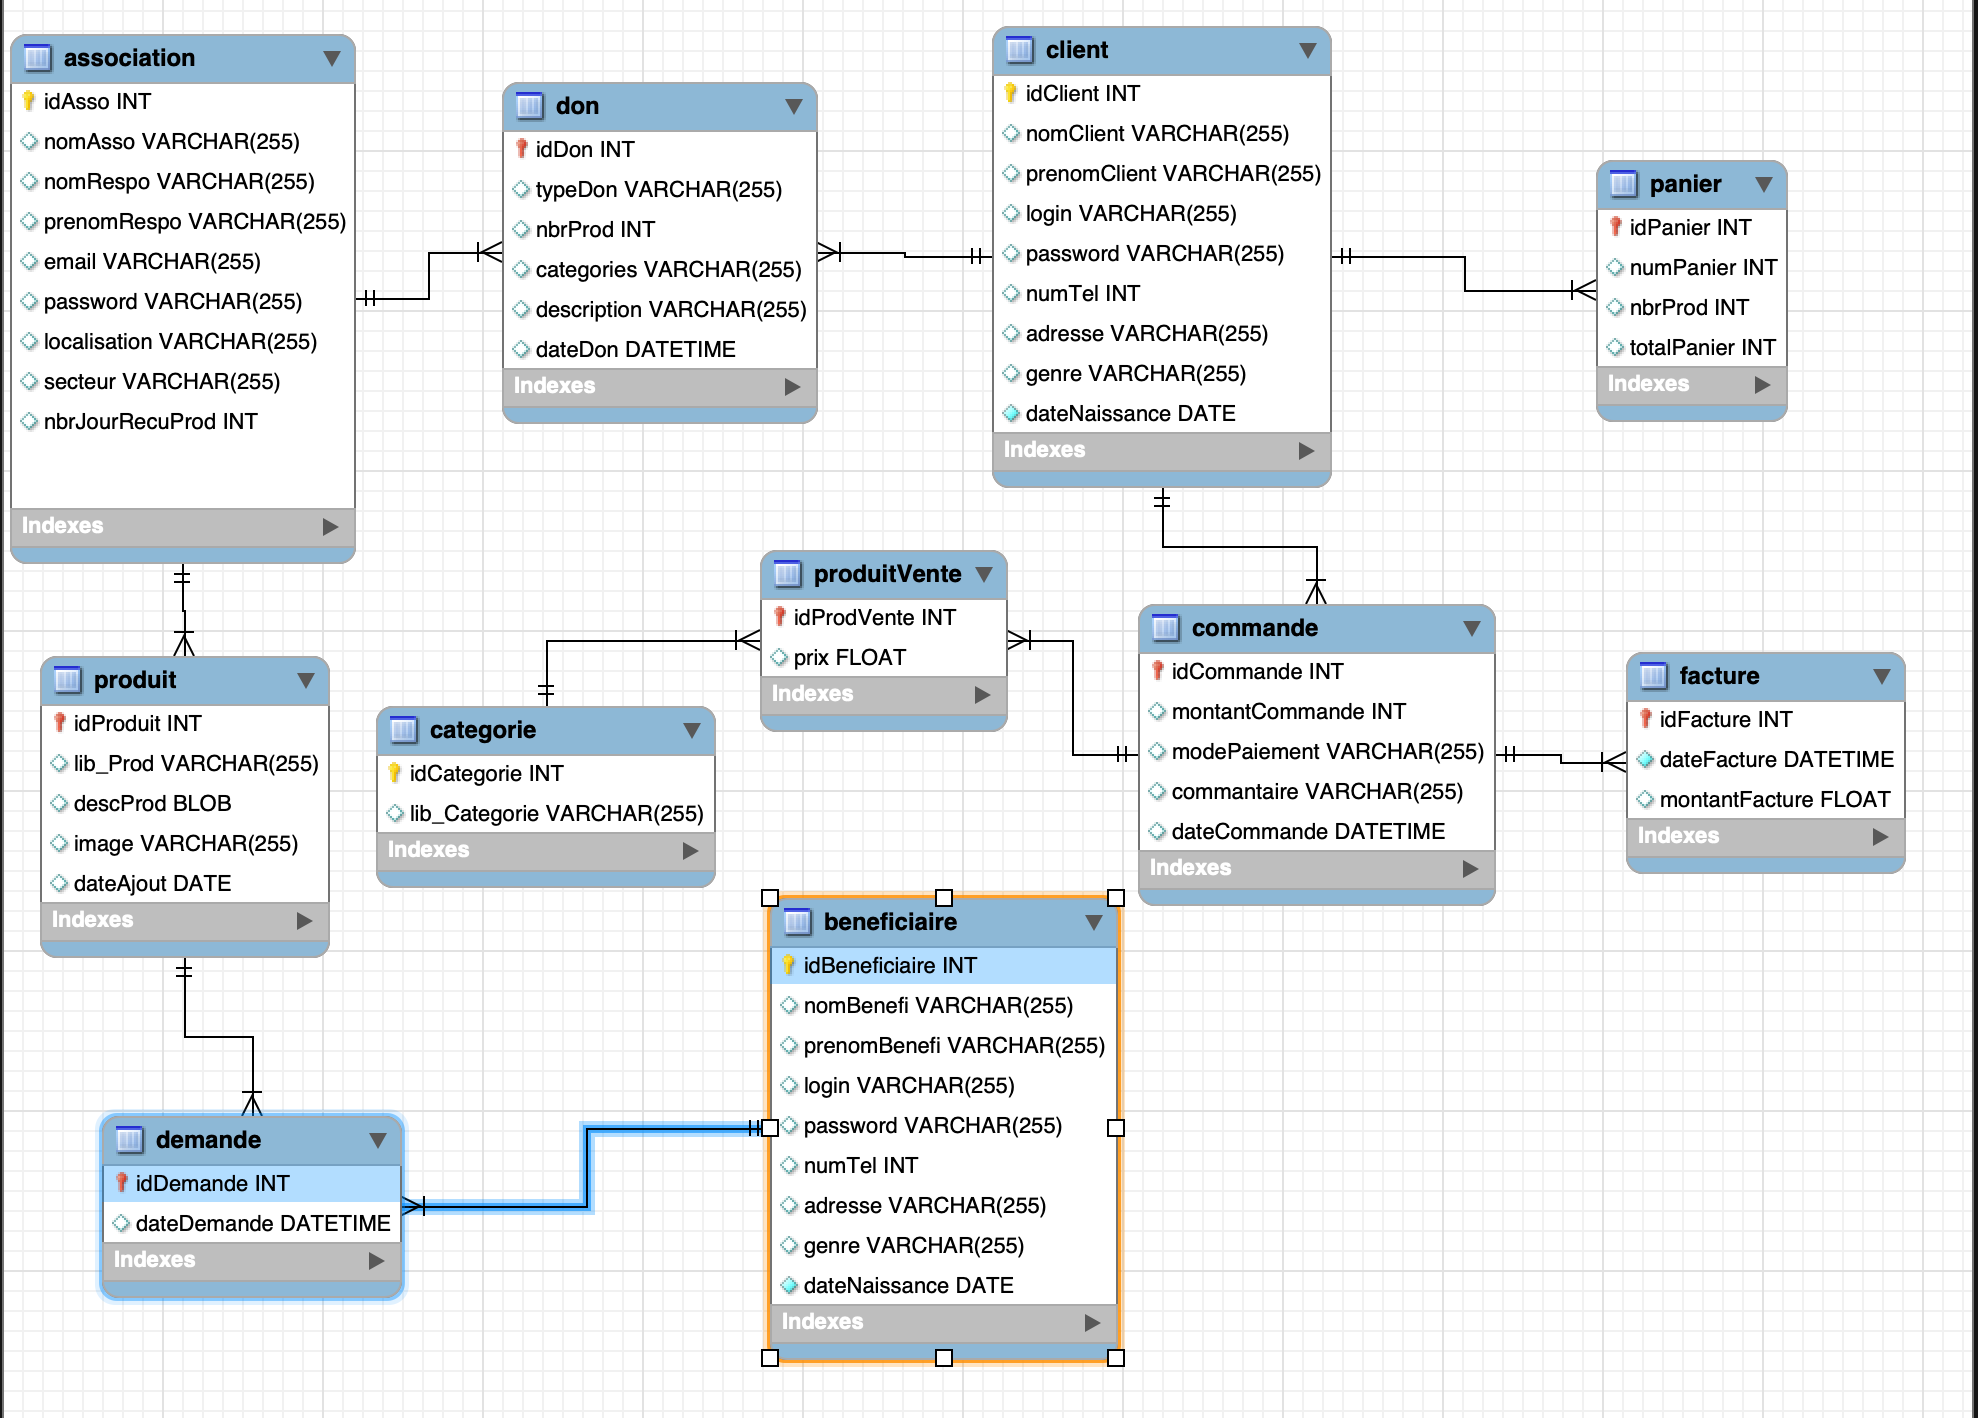 association
idAsso INT
nomAsso VARCHAR(255)
nomRespo VARCHAR(255)
prenomRespo VARCHAR(255)
email VARCHAR(255)
password VARCHAR(255)
localisation VARCHAR(255)
secteur VARCHAR(255)
nbrJourRecuProd INT
Indexes
don
idDon INT
typeDon VARCHAR(255)
nbrProd INT
categories VARCHAR(255)
description VARCHAR(255)
dateDon DATETIME
Indexes
client
idClient INT
nomClient VARCHAR(255)
prenomClient VARCHAR(255)
login VARCHAR(255)
password VARCHAR(255)
numTel INT
adresse VARCHAR(255)
genre VARCHAR(255)
dateNaissance DATE
Indexes
panier
idPanier INT
numPanier INT
nbrProd INT
totalPanier INT
Indexes
produitVente
idProdVente INT
prix FLOAT
Indexes
commande
idCommande INT
montantCommande INT
modePaiement VARCHAR(255)
commantaire VARCHAR(255)
dateCommande DATETIME
Indexes
facture
idFacture INT
dateFacture DATETIME
montantFacture FLOAT
Indexes
produit
idProduit INT
lib_Prod VARCHAR(255)
descProd BLOB
image VARCHAR(255)
dateAjout DATE
Indexes
categorie
idCategorie INT
lib_Categorie VARCHAR(255)
Indexes
beneficiaire
idBeneficiaire INT
nomBenefi VARCHAR(255)
prenomBenefi VARCHAR(255)
login VARCHAR(255)
password VARCHAR(255)
numTel INT
adresse VARCHAR(255)
genre VARCHAR(255)
dateNaissance DATE
Indexes
demande
idDemande INT
dateDemande DATETIME
Indexes